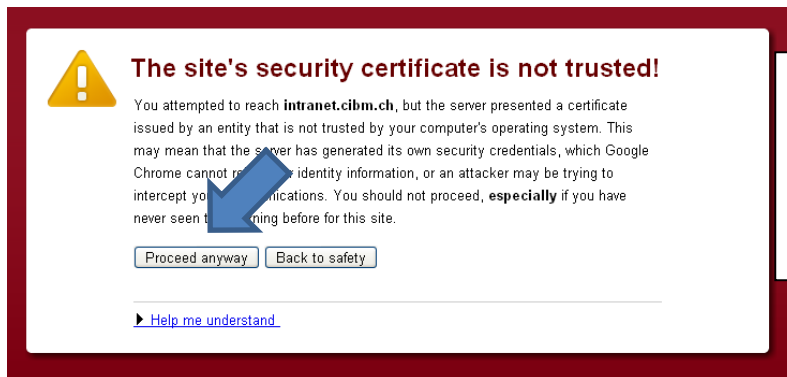 The site's security certificate is not trusted!
You attempted to reach intranet.cibm.ch, but the server presented a certificate
issued by an entity that is not trusted by your computer's operating system. This
may mean that the server has generated its own security credentials, which Google
Chrome cannot identity information, or an attacker may be trying to
intercept You should not proceed, especially if you have
never seen before for this site.
Proceed anyway Back to safety
Help me understand